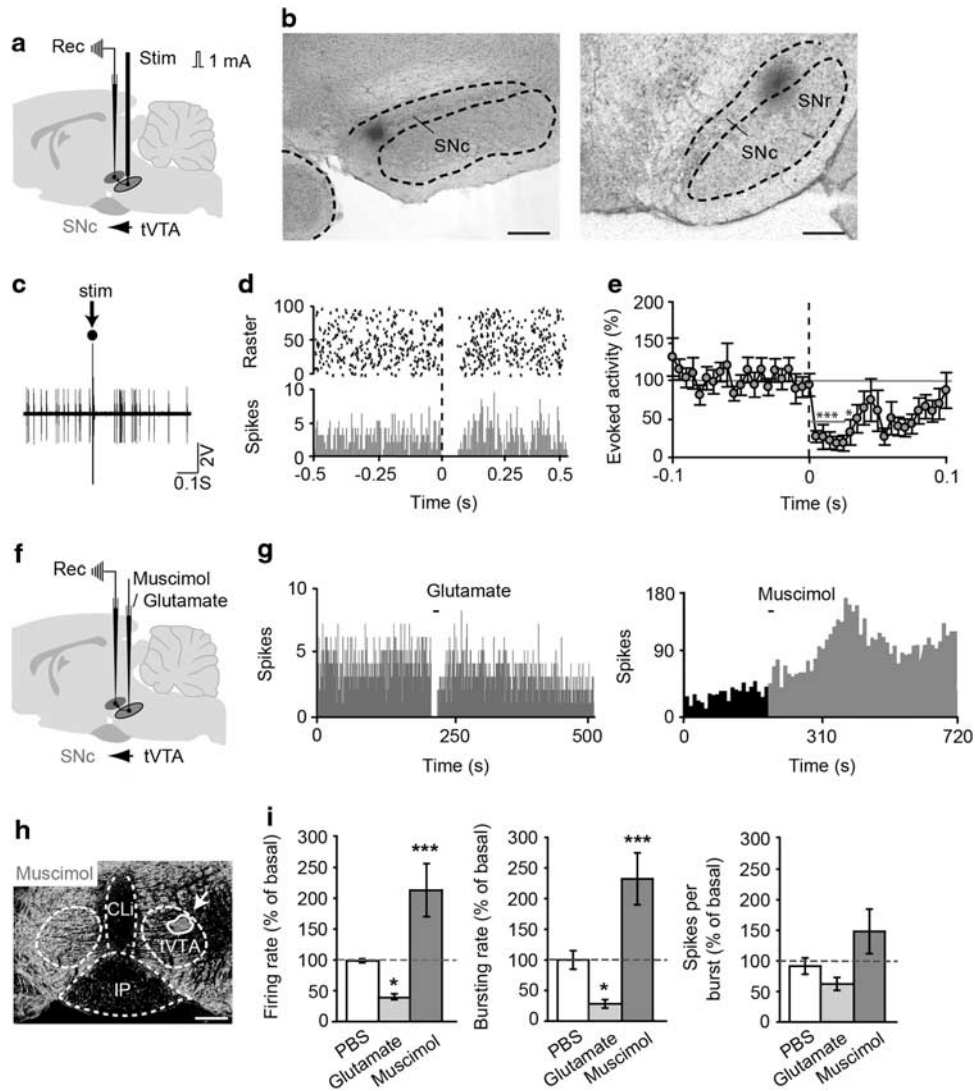 a
Rec
Stim
1 mA
SNc
tVTA
b
SNc
SNr
SNc
c
stim
2V
0.1S
d
Raster
100
50
0
Spikes
10
5
0
-0.5
-0.25
0
0.25
0.5
Time (s)
e
Evoked activity (%)
200
150
100
50
0
***
*
-0.1
0
0.1
Time (s)
f
Rec
Muscimol
/ Glutamate
SNc
tVTA
g
Glutamate
Spikes
10
5
0
0
250
500
Time (s)
Muscimol
Spikes
180
90
0
0
310
720
Time (s)
h
Muscimol
CLi
tVTA
IP
i
Firing rate (% of basal)
300
250
200
150
100
50
0
*
***
PBS
Glutamate
Muscimol
Bursting rate (% of basal)
300
250
200
150
100
50
0
*
***
PBS
Glutamate
Muscimol
Spikes per
burst (% of basal)
300
250
200
150
100
50
0
PBS
Glutamate
Muscimol